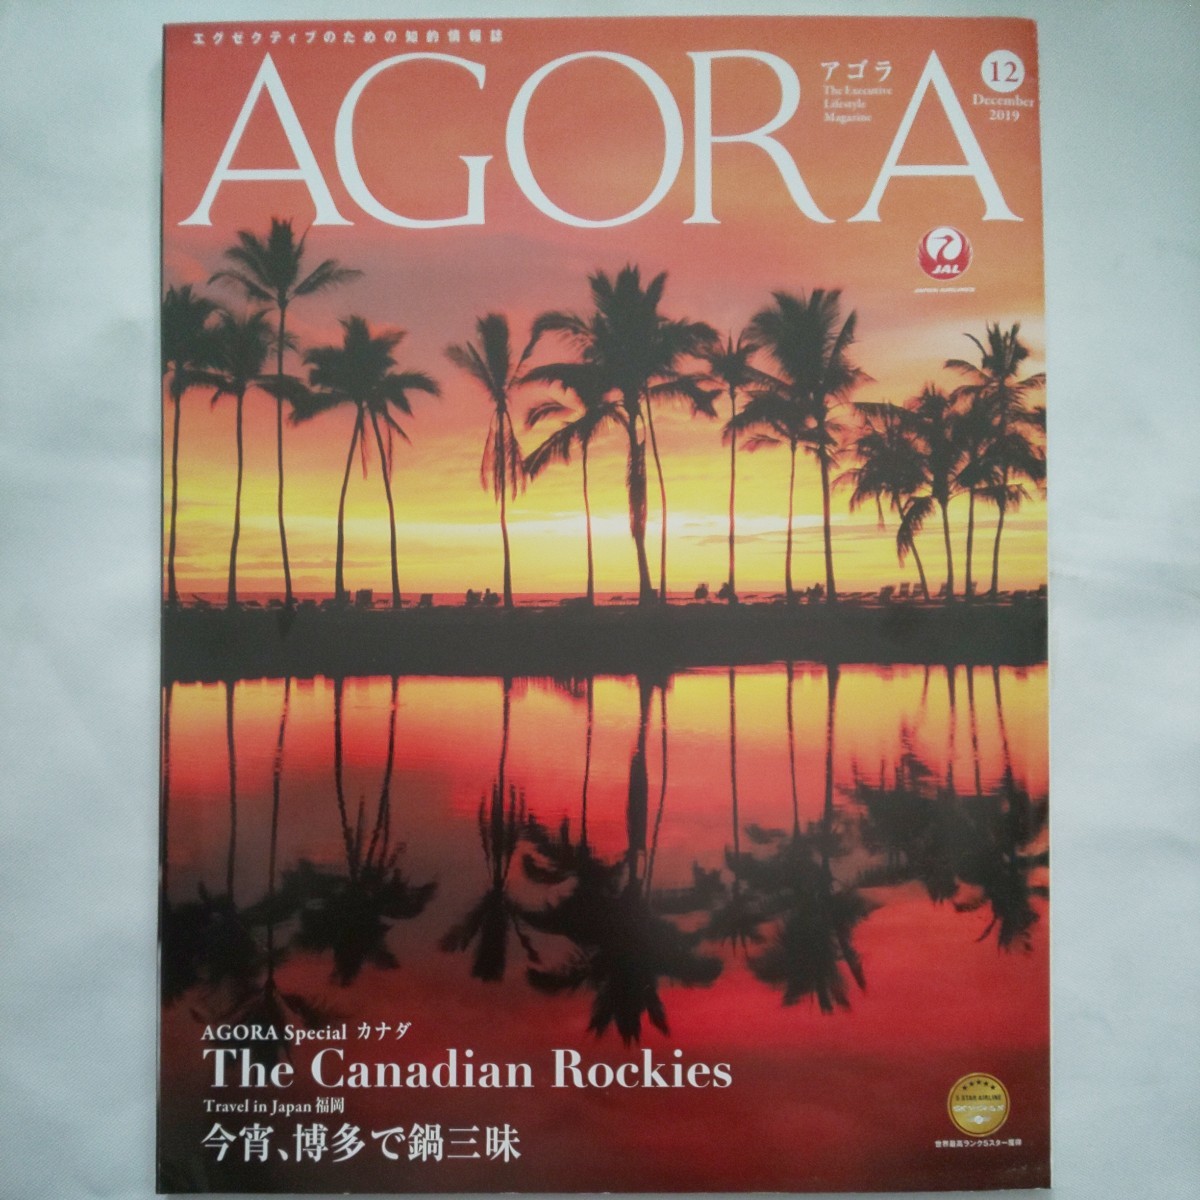 エグゼクティブのための知的情報誌
AGORA
アゴラ
The Executive
Lifestyle
Magazine
12
December
2019
JAL
JAPAN AIRLINES
AGORA Special カナダ
The Canadian Rockies
Travel in Japan 福岡
今宵、博多で鍋三昧
5 STAR AIRLINE
SKYTRAX
世界最高ランク5スター獲得